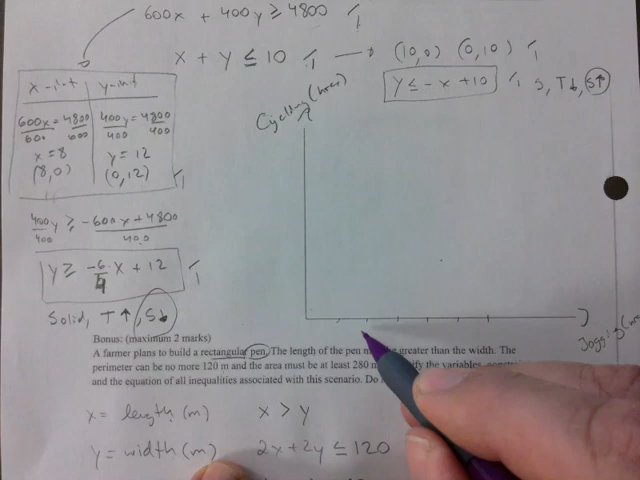 600x + 400y ≥ 4800
x + y ≤ 10 → (10,0) (0,10)
y ≤ -x + 10 S, T↓, S↑
x-int y-int
600x = 4800 400y = 4800
600 600 400 400
x = 8 y = 12
(8,0) (0,12)
400y ≥ -600x + 4800
400 400
y ≥ -6/4 x + 12
Solid, T↑, S↓
Cycling (hrs)
Jogging (hrs)
Bonus: (maximum 2 marks)
A farmer plans to build a rectangular pen. The length of the pen greater than the width. The
perimeter can be no more 120 m and the area must be at least 280 m the variables,
and the equation of all inequalities associated with this scenario. Do
x = length (m) x > y
y = width (m) 2x + 2y ≤ 120